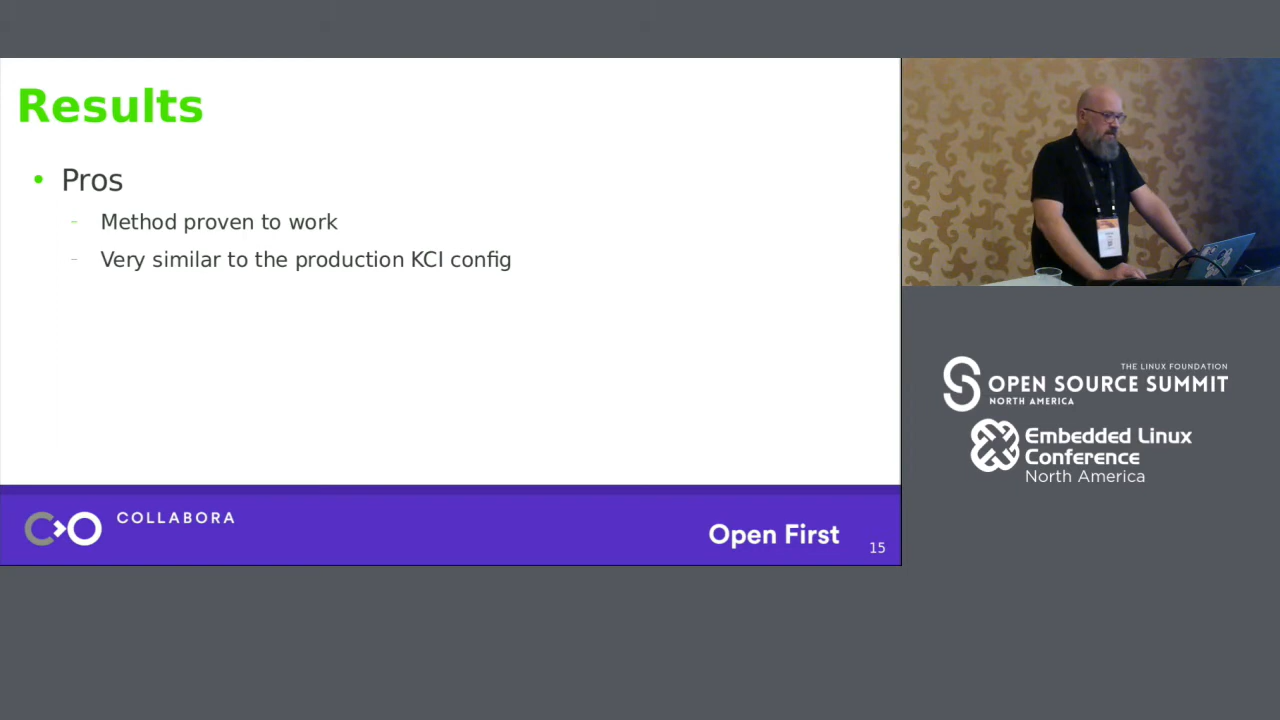 Results
• Pros
– Method proven to work
– Very similar to the production KCI config
COLLABORA
Open First
15
THE LINUX FOUNDATION
OPEN SOURCE SUMMIT
NORTH AMERICA
Embedded Linux
Conference
North America